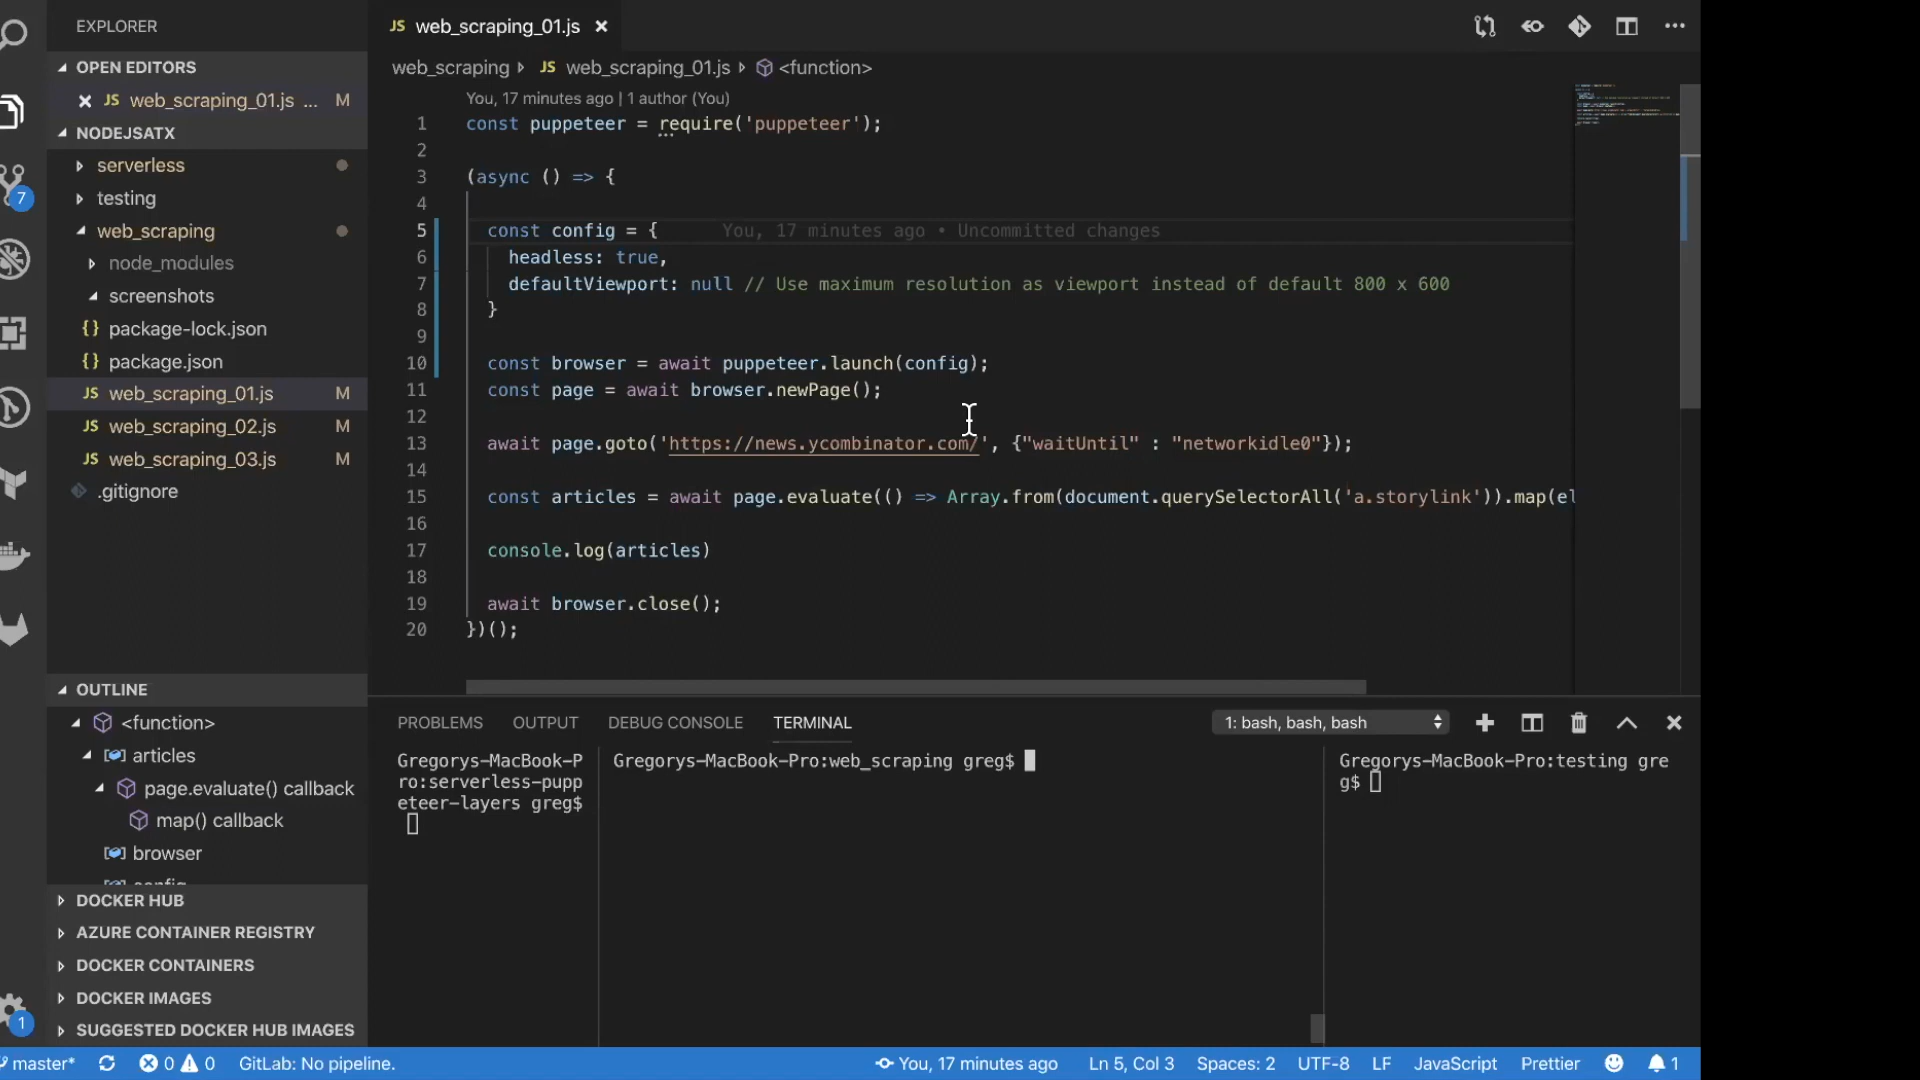 EXPLORER
OPEN EDITORS
JS web_scraping_01.js ... M
NODEJSATX
serverless
testing
web_scraping
node_modules
screenshots
{} package-lock.json
{} package.json
JS web_scraping_01.js M
JS web_scraping_02.js M
JS web_scraping_03.js M
.gitignore
7
1
OUTLINE
<function>
articles
page.evaluate() callback
map() callback
browser
config
DOCKER HUB
AZURE CONTAINER REGISTRY
DOCKER CONTAINERS
DOCKER IMAGES
SUGGESTED DOCKER HUB IMAGES
JS web_scraping_01.js
web_scraping JS web_scraping_01.js <function>
You, 17 minutes ago | 1 author (You)
1 const puppeteer = require('puppeteer');
2
3 (async () => {
4
5 const config = { You, 17 minutes ago • Uncommitted changes
6 headless: true,
7 defaultViewport: null // Use maximum resolution as viewport instead of default 800 x 600
8 }
9
10 const browser = await puppeteer.launch(config);
11 const page = await browser.newPage();
12
13 await page.goto('https://news.ycombinator.com/', {"waitUntil" : "networkidle0"});
14
15 const articles = await page.evaluate(() => Array.from(document.querySelectorAll('a.storylink')).map(el
16
17 console.log(articles)
18
19 await browser.close();
20 })();
PROBLEMS OUTPUT DEBUG CONSOLE TERMINAL 1: bash, bash, bash
Gregorys-MacBook-P
ro:serverless-pupp
eteer-layers greg$
Gregorys-MacBook-Pro:web_scraping greg$
Gregorys-MacBook-Pro:testing gre
g$
master* 0 0 GitLab: No pipeline. You, 17 minutes ago Ln 5, Col 3 Spaces: 2 UTF-8 LF JavaScript Prettier 1